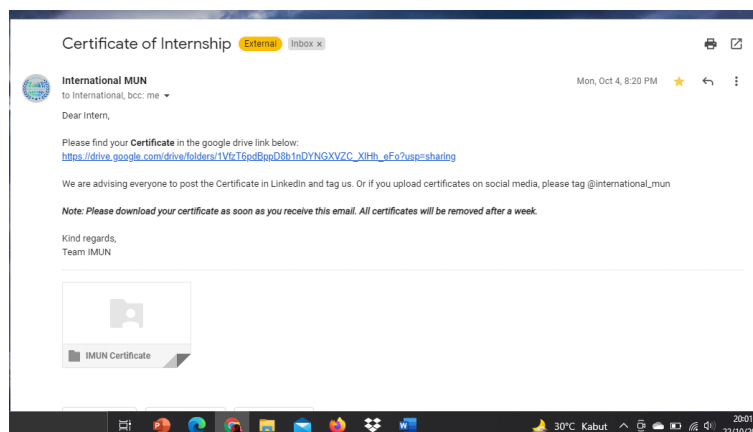 Certificate of Internship External Inbox x
International MUN Mon, Oct 4, 8:20 PM
to International, bcc: me
Dear Intern,
Please find your Certificate in the google drive link below:
https://drive.google.com/drive/folders/1VfzT6pdBppD8b1nDYNGXVZC_XlHh_eFo?usp=sharing
We are advising everyone to post the Certificate in LinkedIn and tag us. Or if you upload certificates on social media, please tag @international_mun
Note: Please download your certificate as soon as you receive this email. All certificates will be removed after a week.
Kind regards,
Team IMUN
IMUN Certificate
30°C Kabut 20:01